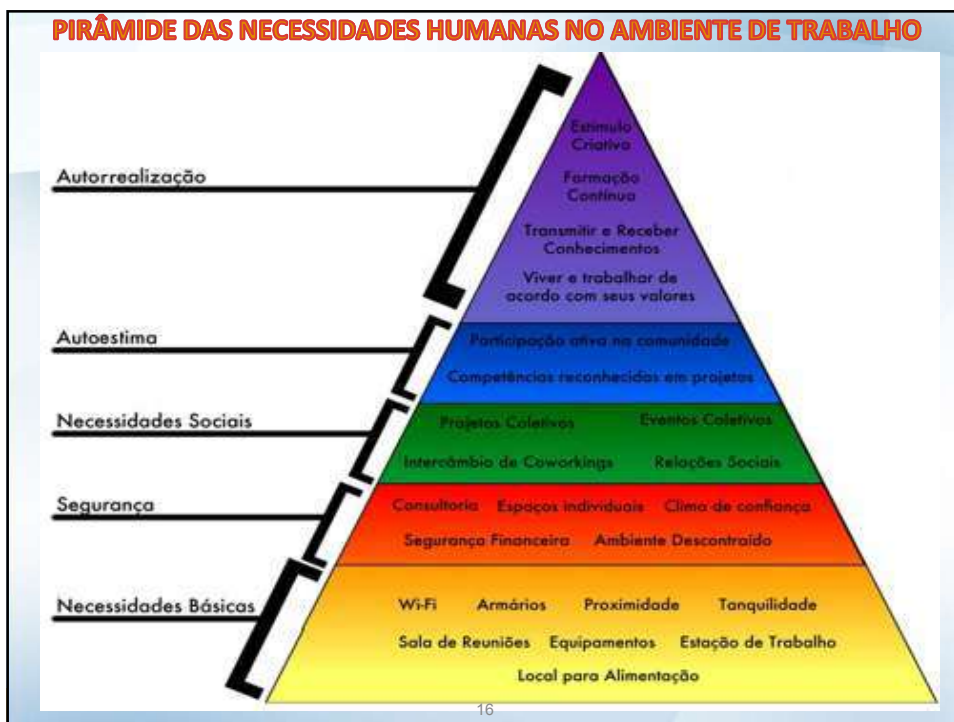 PIRÂMIDE DAS NECESSIDADES HUMANAS NO AMBIENTE DE TRABALHO
Autorrealização
Estímulo
Criativo
Formação
Contínua
Transmitir e Receber
Conhecimentos
Viver e trabalhar de
acordo com seus valores
Autoestima
Participação ativa na comunidade
Competências reconhecidas em projetos
Necessidades Sociais
Projetos Coletivos Eventos Coletivos
Intercâmbio de Coworkings Relações Sociais
Segurança
Consultoria Espaços individuais Clima de confiança
Segurança Financeira Ambiente Descontraído
Necessidades Básicas
Wi-Fi Armários Proximidade Tanquilidade
Sala de Reuniões Equipamentos Estação de Trabalho
Local para Alimentação
16